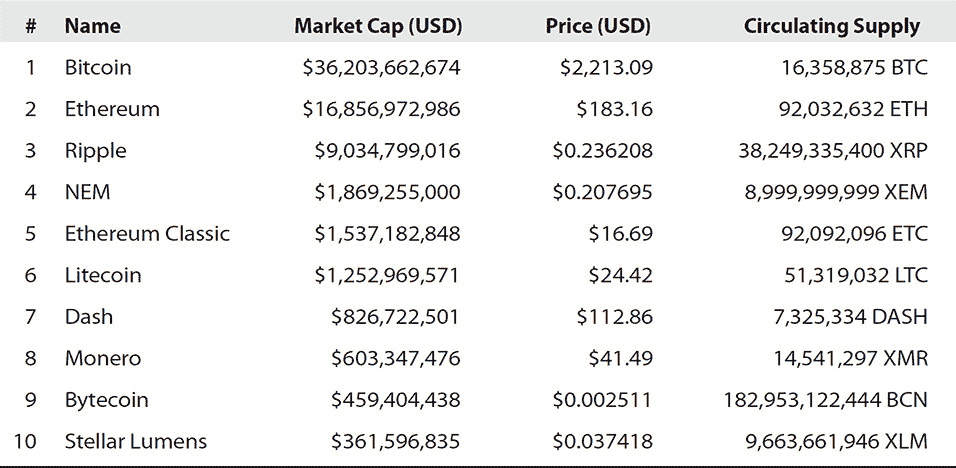 # Name Market Cap (USD) Price (USD) Circulating Supply
1 Bitcoin $36,203,662,674 $2,213.09 16,358,875 BTC
2 Ethereum $16,856,972,986 $183.16 92,032,632 ETH
3 Ripple $9,034,799,016 $0.236208 38,249,335,400 XRP
4 NEM $1,869,255,000 $0.207695 8,999,999,999 XEM
5 Ethereum Classic $1,537,182,848 $16.69 92,092,096 ETC
6 Litecoin $1,252,969,571 $24.42 51,319,032 LTC
7 Dash $826,722,501 $112.86 7,325,334 DASH
8 Monero $603,347,476 $41.49 14,541,297 XMR
9 Bytecoin $459,404,438 $0.002511 182,953,122,444 BCN
10 Stellar Lumens $361,596,835 $0.037418 9,663,661,946 XLM